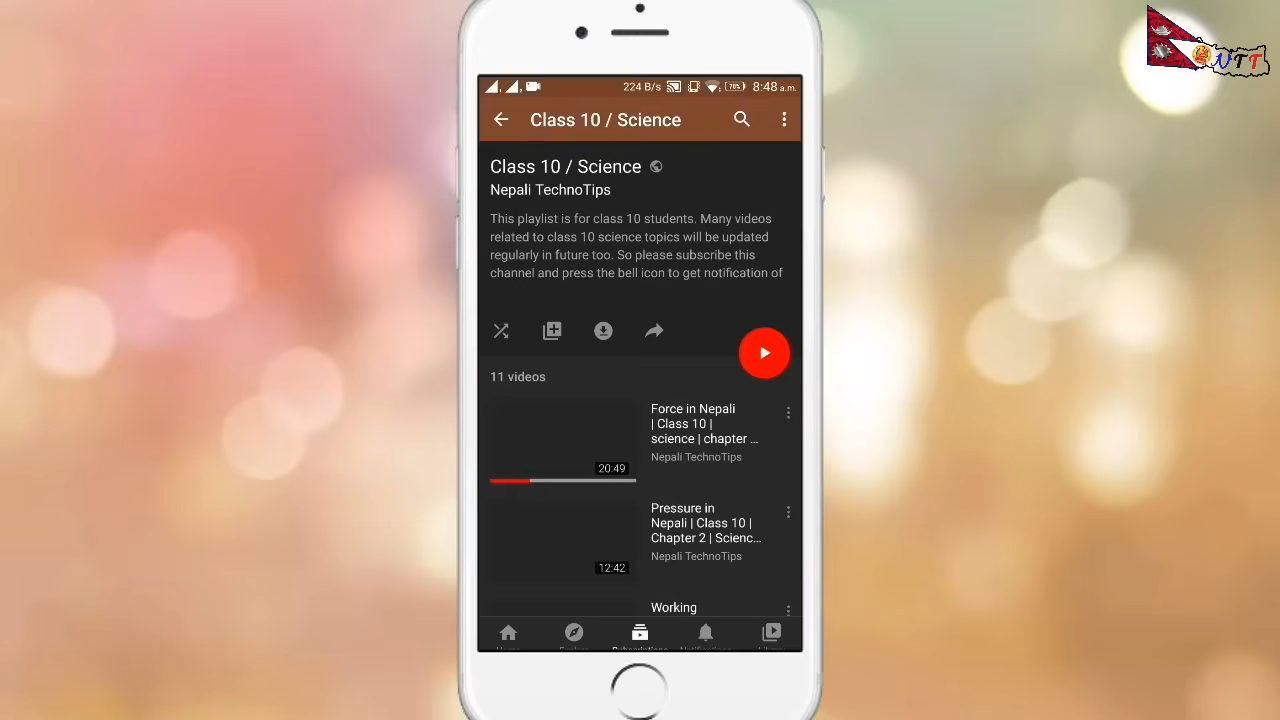 NTT
224 B/s 70% 8:48 a.m.
Class 10 / Science
Class 10 / Science
Nepali TechnoTips
This playlist is for class 10 students. Many videos
related to class 10 science topics will be updated
regularly in future too. So please subscribe this
channel and press the bell icon to get notification of
11 videos
Force in Nepali
| Class 10 |
science | chapter ...
Nepali TechnoTips
20:49
Pressure in
Nepali | Class 10 |
Chapter 2 | Scienc...
Nepali TechnoTips
12:42
Working